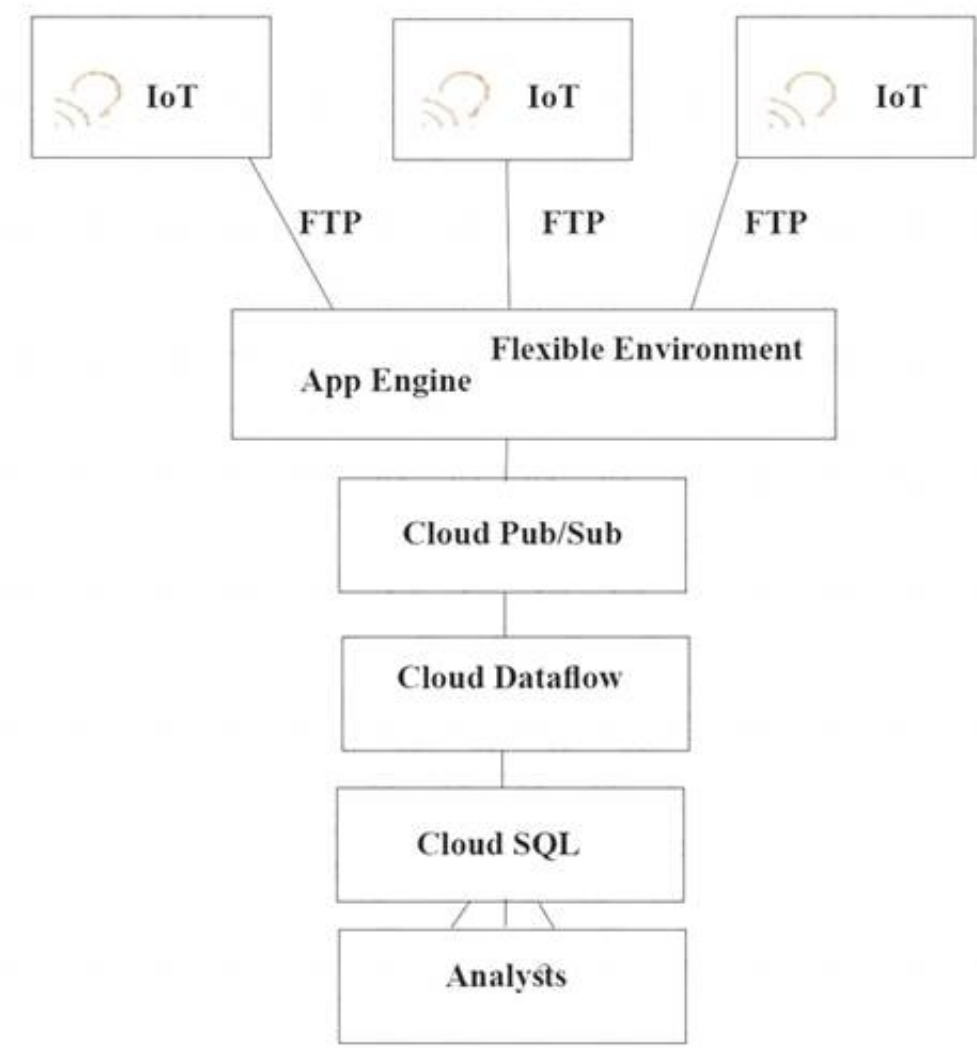 IoT
IoT
IoT
FTP
FTP
FTP
Flexible Environment
App Engine
Cloud Pub/Sub
Cloud Dataflow
Cloud SQL
Analysts